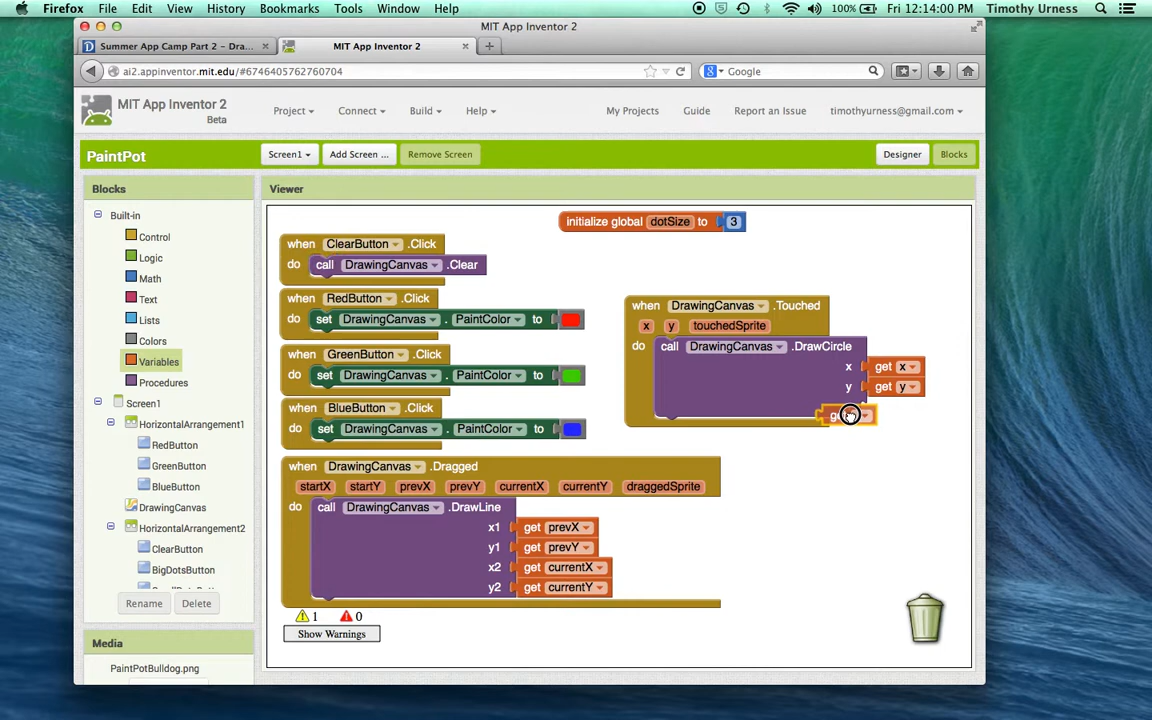 Firefox File Edit View History Bookmarks Tools Window Help 100% Fri 12:14:00 Timothy Urness
MIT App Inventor 2
Summer App Camp Part 2 – Dra... × MIT App Inventor 2 × +
ai2.appinventor.mit.edu/#6746405762760704 Google
MIT App Inventor 2
Beta
Project Connect Build Help My Projects Guide Report an Issue timothyurness@gmail.com
PaintPot Screen1 Add Screen ... Remove Screen Designer Blocks
Blocks
Built-in
Control
Logic
Math
Text
Lists
Colors
Variables
Procedures
Screen1
HorizontalArrangement1
RedButton
GreenButton
BlueButton
DrawingCanvas
HorizontalArrangement2
ClearButton
BigDotsButton
Rename Delete
Media
PaintPotBulldog.png
Viewer
initialize global dotSize to 3
when ClearButton .Click
do call DrawingCanvas .Clear
when RedButton .Click
do set DrawingCanvas . PaintColor to
when GreenButton .Click
do set DrawingCanvas . PaintColor to
when BlueButton .Click
do set DrawingCanvas . PaintColor to
when DrawingCanvas .Touched
x y touchedSprite
do call DrawingCanvas .DrawCircle
x get x
y get y
when DrawingCanvas .Dragged
startX startY prevX prevY currentX currentY draggedSprite
do call DrawingCanvas .DrawLine
x1 get prevX
y1 get prevY
x2 get currentX
y2 get currentY
1 0
Show Warnings